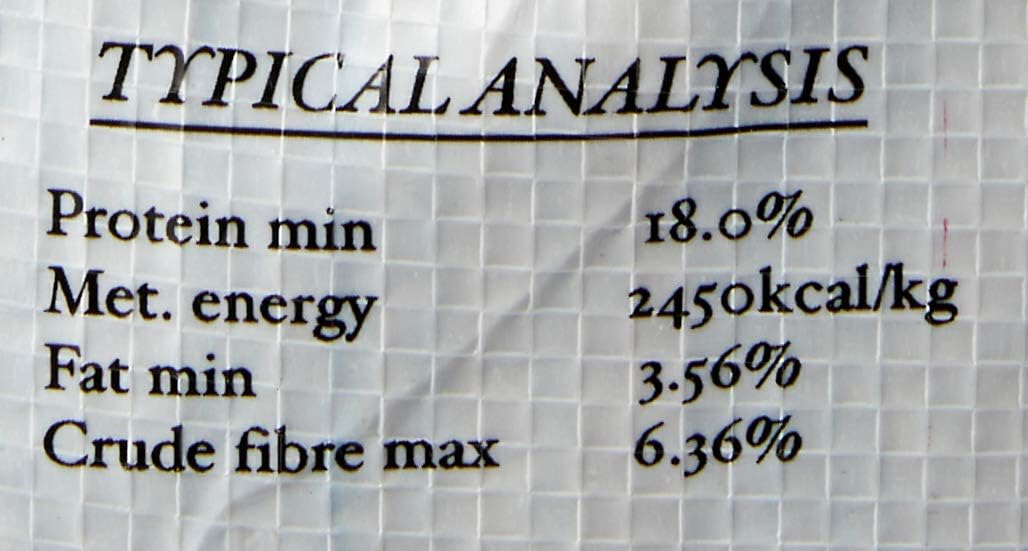 TYPICAL ANALYSIS
Protein min 18.0%
Met. energy 2450kcal/kg
Fat min 3.56%
Crude fibre max 6.36%